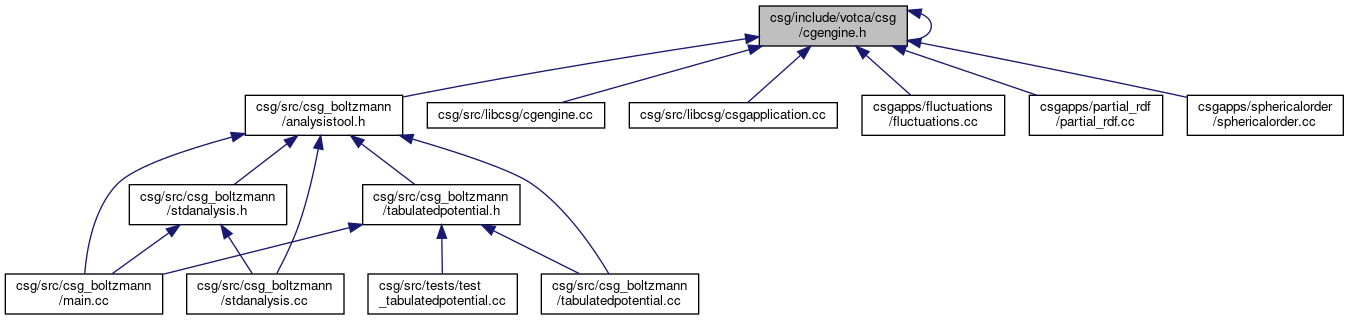 csg/include/votca/csg
/cgengine.h
csg/src/csg_boltzmann
/analysistool.h
csg/src/libcsg/cgengine.cc
csg/src/libcsg/csgapplication.cc
csgapps/fluctuations
/fluctuations.cc
csgapps/partial_rdf
/partial_rdf.cc
csgapps/sphericalorder
/sphericalorder.cc
csg/src/csg_boltzmann
/stdanalysis.h
csg/src/csg_boltzmann
/tabulatedpotential.h
csg/src/csg_boltzmann
/main.cc
csg/src/csg_boltzmann
/stdanalysis.cc
csg/src/tests/test
_tabulatedpotential.cc
csg/src/csg_boltzmann
/tabulatedpotential.cc